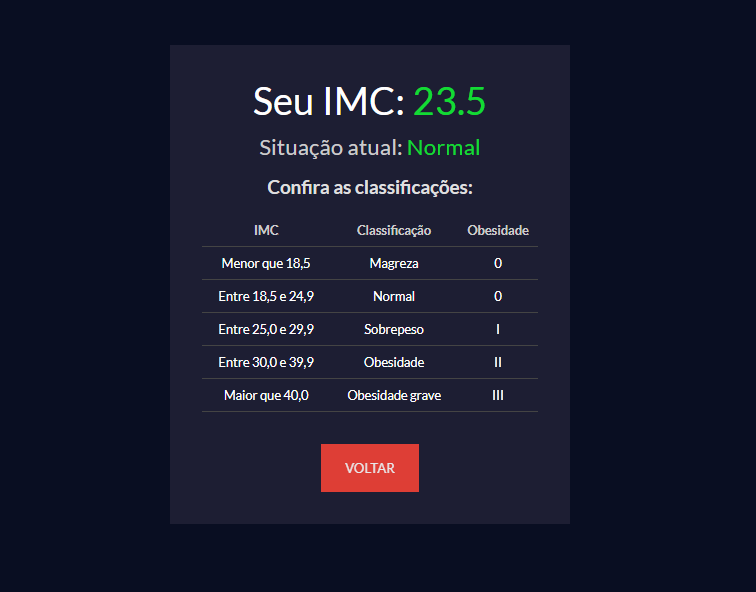 Seu IMC: 23.5
Situação atual: Normal
Confira as classificações:
IMC Classificação Obesidade
Menor que 18,5 Magreza 0
Entre 18,5 e 24,9 Normal 0
Entre 25,0 e 29,9 Sobrepeso I
Entre 30,0 e 39,9 Obesidade II
Maior que 40,0 Obesidade grave III
VOLTAR